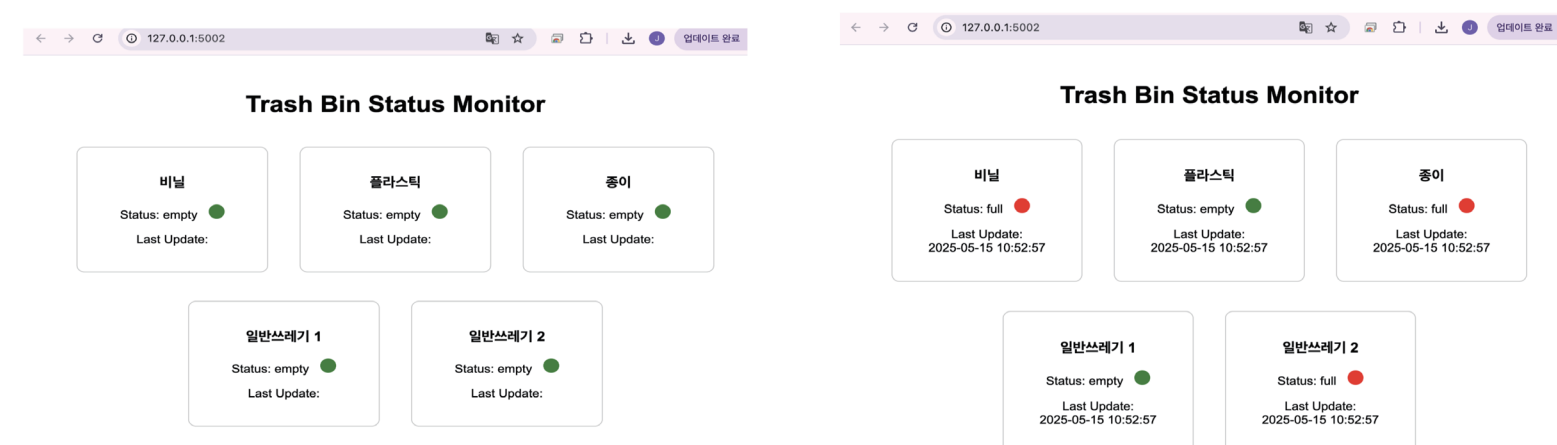 127.0.0.1:5002
J
업데이트 완료
Trash Bin Status Monitor
비닐
Status: empty
Last Update:
플라스틱
Status: empty
Last Update:
종이
Status: empty
Last Update:
일반쓰레기 1
Status: empty
Last Update:
일반쓰레기 2
Status: empty
Last Update:
127.0.0.1:5002
J
업데이트 완료
Trash Bin Status Monitor
비닐
Status: full
Last Update:
2025-05-15 10:52:57
플라스틱
Status: empty
Last Update:
2025-05-15 10:52:57
종이
Status: full
Last Update:
2025-05-15 10:52:57
일반쓰레기 1
Status: empty
Last Update:
2025-05-15 10:52:57
일반쓰레기 2
Status: full
Last Update:
2025-05-15 10:52:57